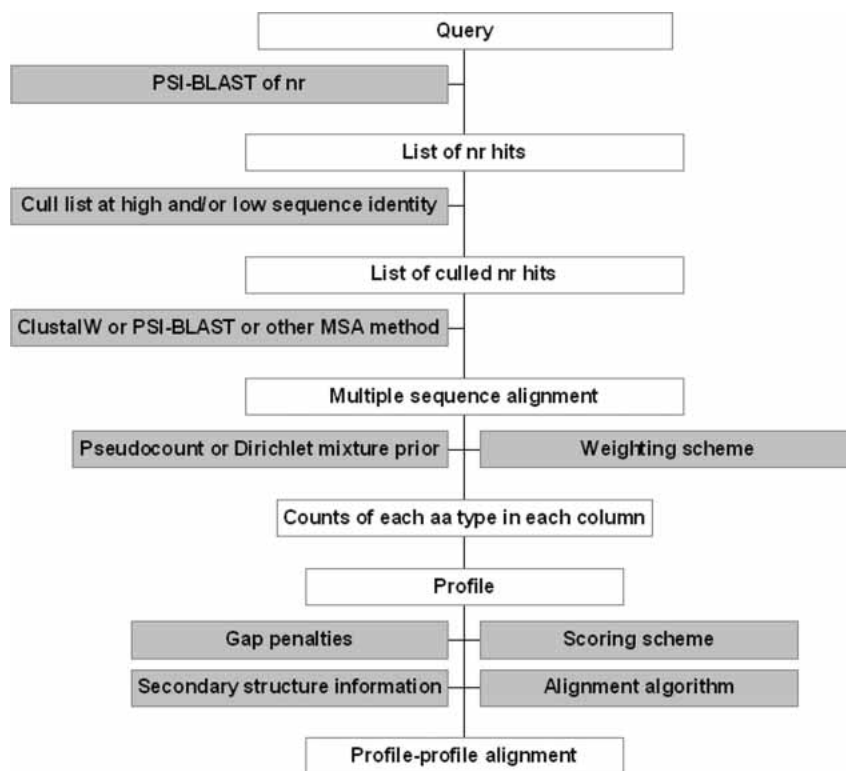 Query
PSI-BLAST of nr
List of nr hits
Cull list at high and/or low sequence identity
List of culled nr hits
ClustalW or PSI-BLAST or other MSA method
Multiple sequence alignment
Pseudocount or Dirichlet mixture prior
Weighting scheme
Counts of each aa type in each column
Profile
Gap penalties
Scoring scheme
Secondary structure information
Alignment algorithm
Profile-profile alignment